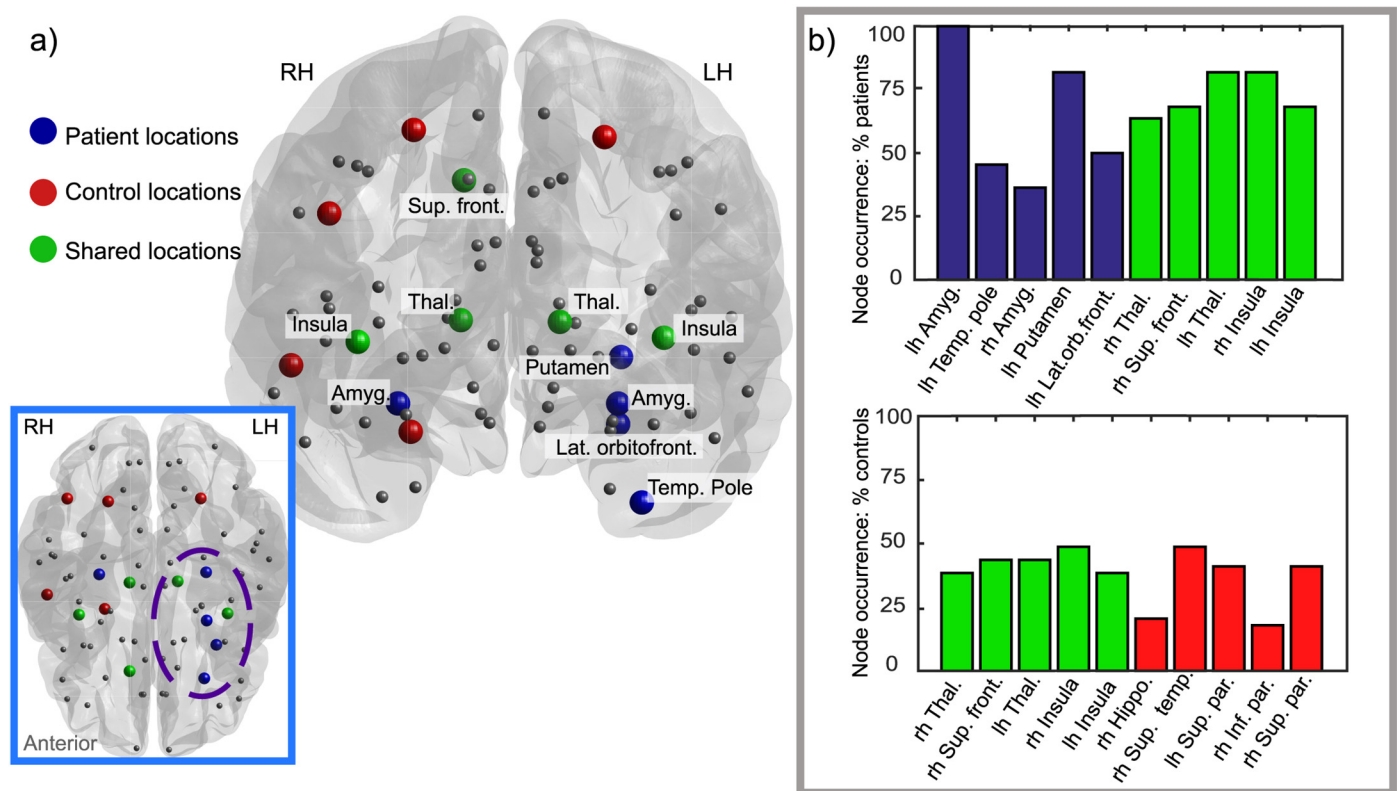 a)
RH
LH
Patient locations
Control locations
Shared locations
Sup. front.
Thal.
Thal.
Insula
Insula
Putamen
Amyg.
Amyg.
Lat. orbitofront.
Temp. Pole
RH
LH
Anterior
b)
Node occurrence: % patients
100
75
50
25
0
lh Amyg.
lh Temp. pole
rh Amyg.
lh Putamen
lh Lat.orb.front.
rh Thal.
rh Sup. front.
lh Thal.
rh Insula
lh Insula
Node occurrence: % controls
100
75
50
25
0
rh Thal.
rh Sup. front.
lh Thal.
rh Insula
lh Insula
rh Hippo.
rh Sup. temp.
lh Sup. par.
rh Inf. par.
rh Sup. par.